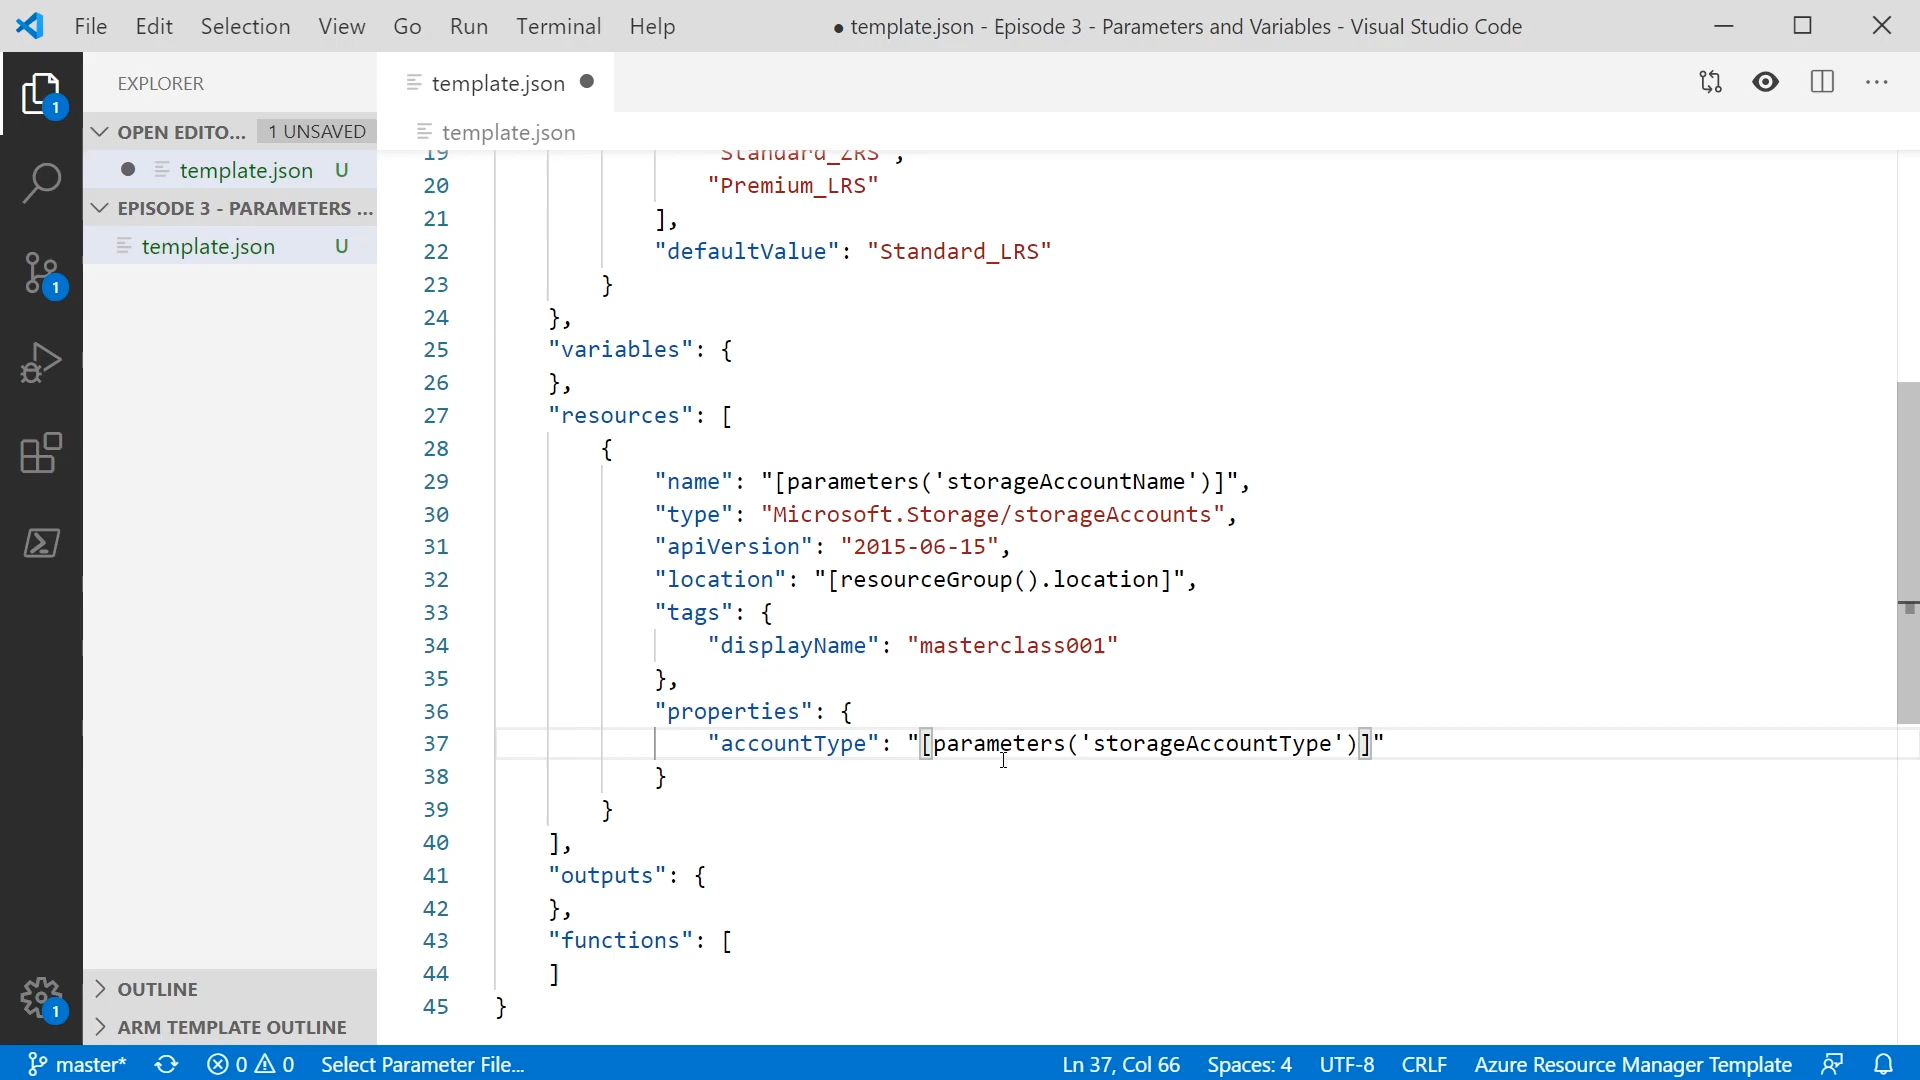 File Edit Selection View Go Run Terminal Help
● template.json - Episode 3 - Parameters and Variables - Visual Studio Code
EXPLORER
OPEN EDITO... 1 UNSAVED
template.json U
EPISODE 3 - PARAMETERS ...
template.json U
OUTLINE
ARM TEMPLATE OUTLINE
1
1
1
template.json
template.json
19 "Standard_ZRS",
20 "Premium_LRS"
21 ],
22 "defaultValue": "Standard_LRS"
23 }
24 },
25 "variables": {
26 },
27 "resources": [
28 {
29 "name": "[parameters('storageAccountName')]",
30 "type": "Microsoft.Storage/storageAccounts",
31 "apiVersion": "2015-06-15",
32 "location": "[resourceGroup().location]",
33 "tags": {
34 "displayName": "masterclass001"
35 },
36 "properties": {
37 "accountType": "[parameters('storageAccountType')]"
38 }
39 }
40 ],
41 "outputs": {
42 },
43 "functions": [
44 ]
45 }
master* 0 0 Select Parameter File... Ln 37, Col 66 Spaces: 4 UTF-8 CRLF Azure Resource Manager Template